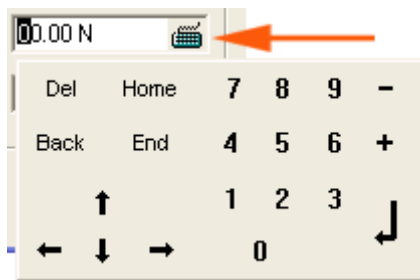 00.00 N
Del Home 7 8 9 -
Back End 4 5 6 +
↑ 1 2 3 ↵
← ↓ → 0